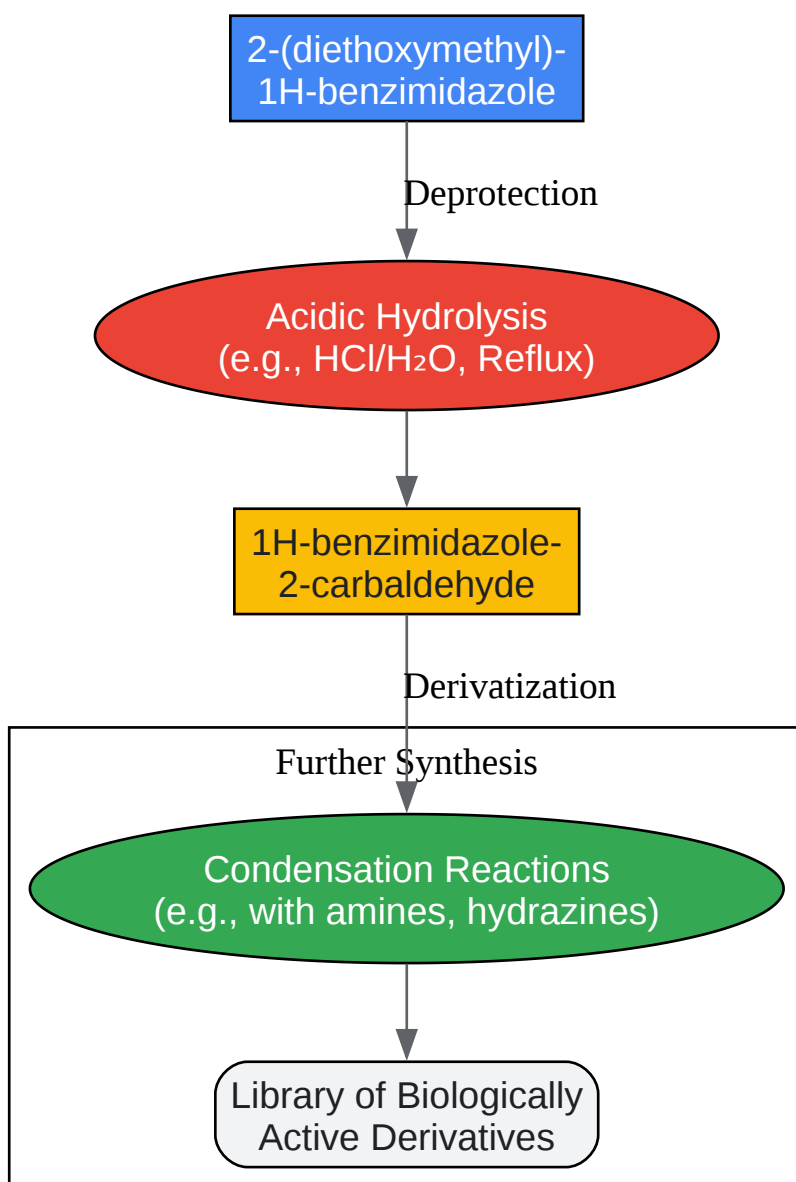 2-(diethoxymethyl)-
1H-benzimidazole
Deprotection
Acidic Hydrolysis
(e.g., HCl/H₂O, Reflux)
1H-benzimidazole-
2-carbaldehyde
Derivatization
Further Synthesis
Condensation Reactions
(e.g., with amines, hydrazines)
Library of Biologically
Active Derivatives